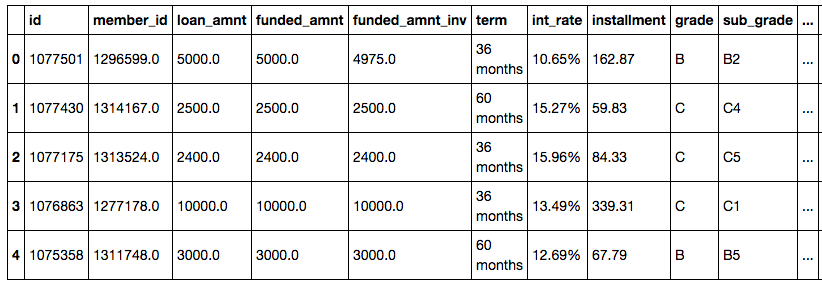 id member_id loan_amnt funded_amnt funded_amnt_inv term int_rate installment grade sub_grade ...
0 1077501 1296599.0 5000.0 5000.0 4975.0 36 months 10.65% 162.87 B B2 ...
1 1077430 1314167.0 2500.0 2500.0 2500.0 60 months 15.27% 59.83 C C4 ...
2 1077175 1313524.0 2400.0 2400.0 2400.0 36 months 15.96% 84.33 C C5 ...
3 1076863 1277178.0 10000.0 10000.0 10000.0 36 months 13.49% 339.31 C C1 ...
4 1075358 1311748.0 3000.0 3000.0 3000.0 60 months 12.69% 67.79 B B5 ...